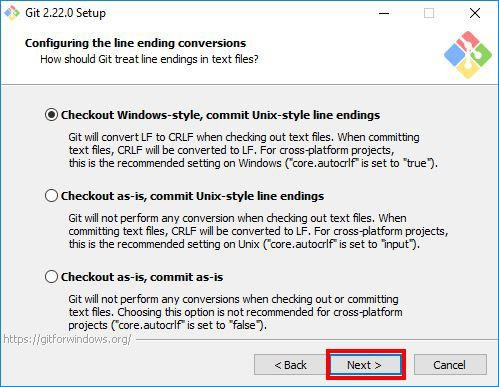 Git 2.22.0 Setup
Configuring the line ending conversions
How should Git treat line endings in text files?
Checkout Windows-style, commit Unix-style line endings
Git will convert LF to CRLF when checking out text files. When committing
text files, CRLF will be converted to LF. For cross-platform projects,
this is the recommended setting on Windows ("core.autocrlf" is set to "true").
Checkout as-is, commit Unix-style line endings
Git will not perform any conversion when checking out text files. When
committing text files, CRLF will be converted to LF. For cross-platform projects,
this is the recommended setting on Unix ("core.autocrlf" is set to "input").
Checkout as-is, commit as-is
Git will not perform any conversions when checking out or committing
text files. Choosing this option is not recommended for cross-platform
projects ("core.autocrlf" is set to "false").
https://gitforwindows.org/
< Back
Next >
Cancel